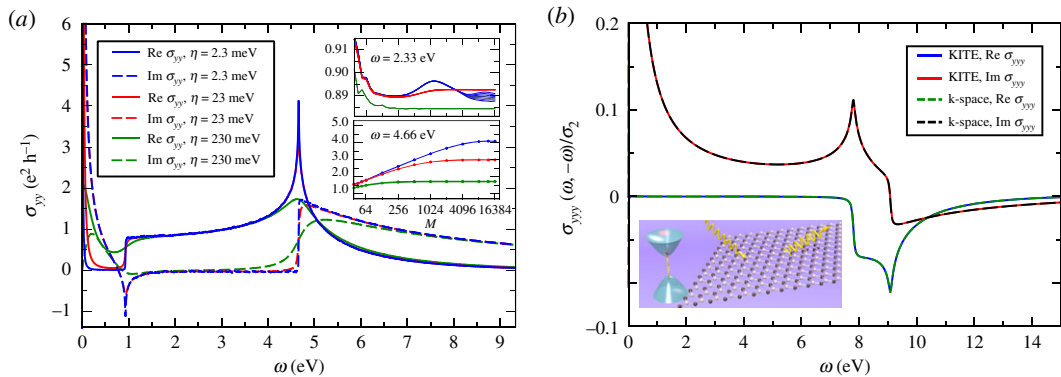 (a)
6
5
4
3
2
1
0
−1
σyy (e² h⁻¹)
Re σyy, η = 2.3 meV
Im σyy, η = 2.3 meV
Re σyy, η = 23 meV
Im σyy, η = 23 meV
Re σyy, η = 230 meV
Im σyy, η = 230 meV
0.91
0.90
0.89
ω = 2.33 eV
5.0
4.0
3.0
2.0
1.0
ω = 4.66 eV
64 256 1024 4096 16384
M
0 1 2 3 4 5 6 7 8 9
ω (eV)
(b)
0.2
0.1
0
−0.1
σyyy (ω, −ω)/σ2
KITE, Re σyyy
KITE, Im σyyy
k-space, Re σyyy
k-space, Im σyyy
0 2 4 6 8 10 12 14
ω (eV)